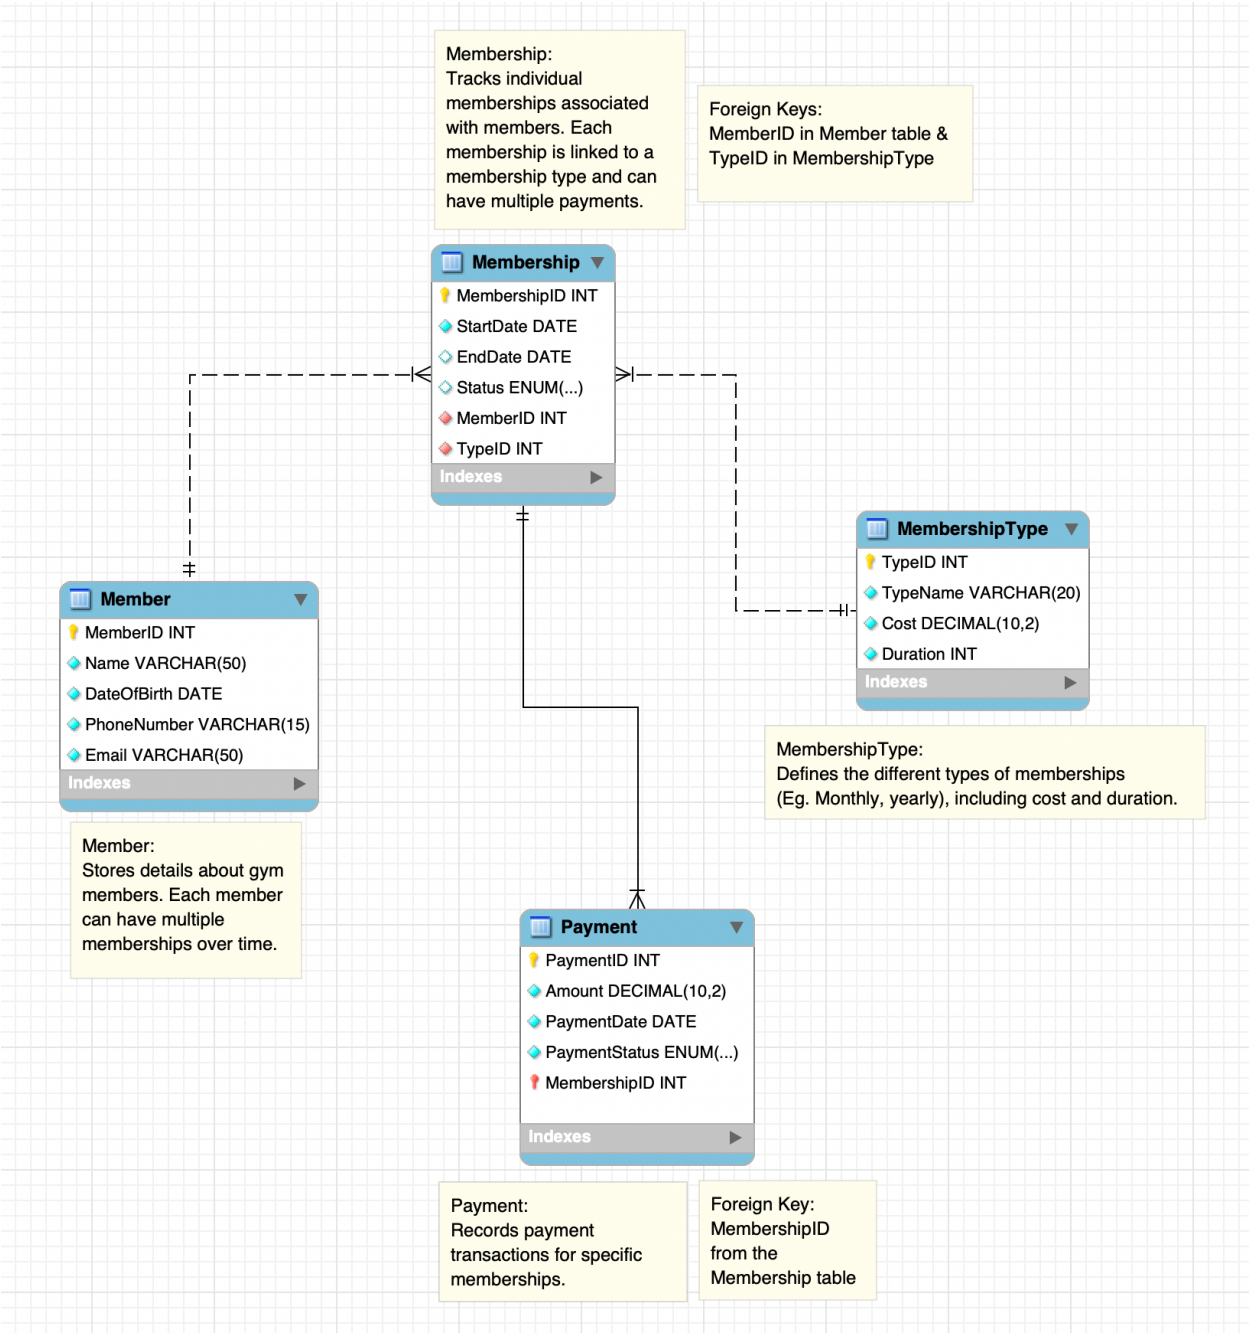 Membership:
Tracks individual
memberships associated
with members. Each
membership is linked to a
membership type and can
have multiple payments.
Foreign Keys:
MemberID in Member table &
TypeID in MembershipType
Membership
MembershipID INT
StartDate DATE
EndDate DATE
Status ENUM(...)
MemberID INT
TypeID INT
Indexes
MembershipType
TypeID INT
TypeName VARCHAR(20)
Cost DECIMAL(10,2)
Duration INT
Indexes
MembershipType:
Defines the different types of memberships
(Eg. Monthly, yearly), including cost and duration.
Member
MemberID INT
Name VARCHAR(50)
DateOfBirth DATE
PhoneNumber VARCHAR(15)
Email VARCHAR(50)
Indexes
Member:
Stores details about gym
members. Each member
can have multiple
memberships over time.
Payment
PaymentID INT
Amount DECIMAL(10,2)
PaymentDate DATE
PaymentStatus ENUM(...)
MembershipID INT
Indexes
Payment:
Records payment
transactions for specific
memberships.
Foreign Key:
MembershipID
from the
Membership table